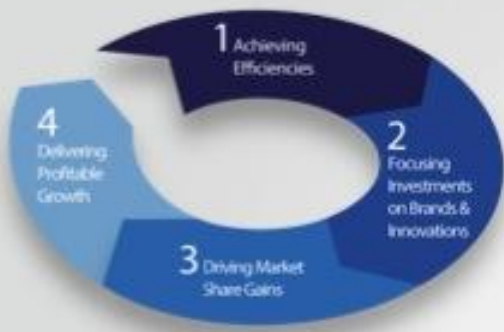 1 Achieving
Efficiencies
2
Focusing
Investments
on Brands &
Innovations
3 Driving Market
Share Gains
4
Delivering
Profitable
Growth